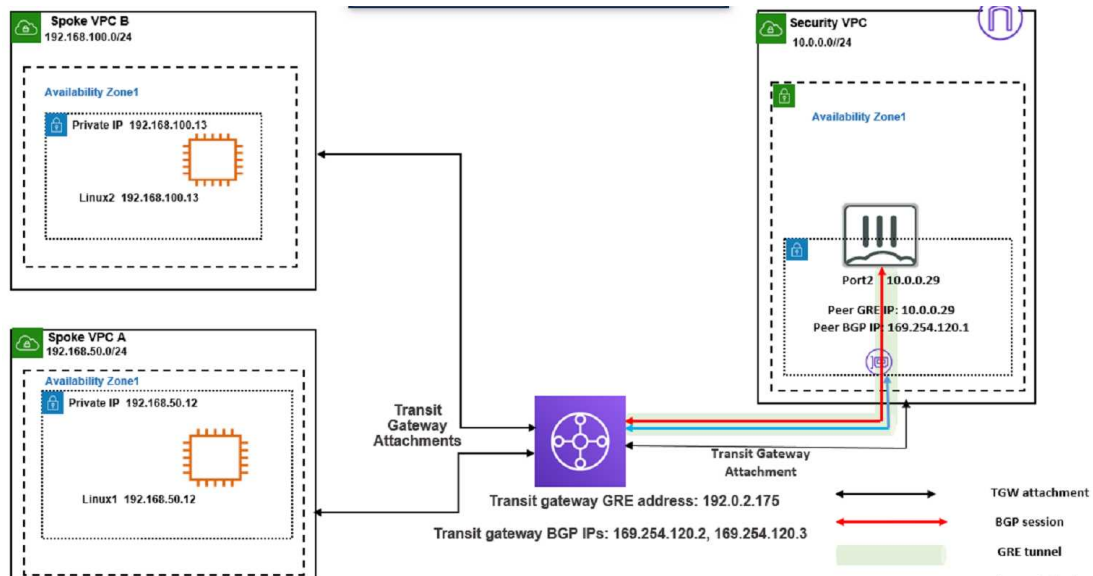 Spoke VPC B
192.168.100.0/24
Availability Zone1
Private IP 192.168.100.13
Linux2 192.168.100.13
Spoke VPC A
192.168.50.0/24
Availability Zone1
Private IP 192.168.50.12
Linux1 192.168.50.12
Transit
Gateway
Attachments
Security VPC
10.0.0.0//24
Availability Zone1
Port2 10.0.0.29
Peer GRE IP: 10.0.0.29
Peer BGP IP: 169.254.120.1
Transit Gateway
Attachment
Transit gateway GRE address: 192.0.2.175
Transit gateway BGP IPs: 169.254.120.2, 169.254.120.3
TGW attachment
BGP session
GRE tunnel